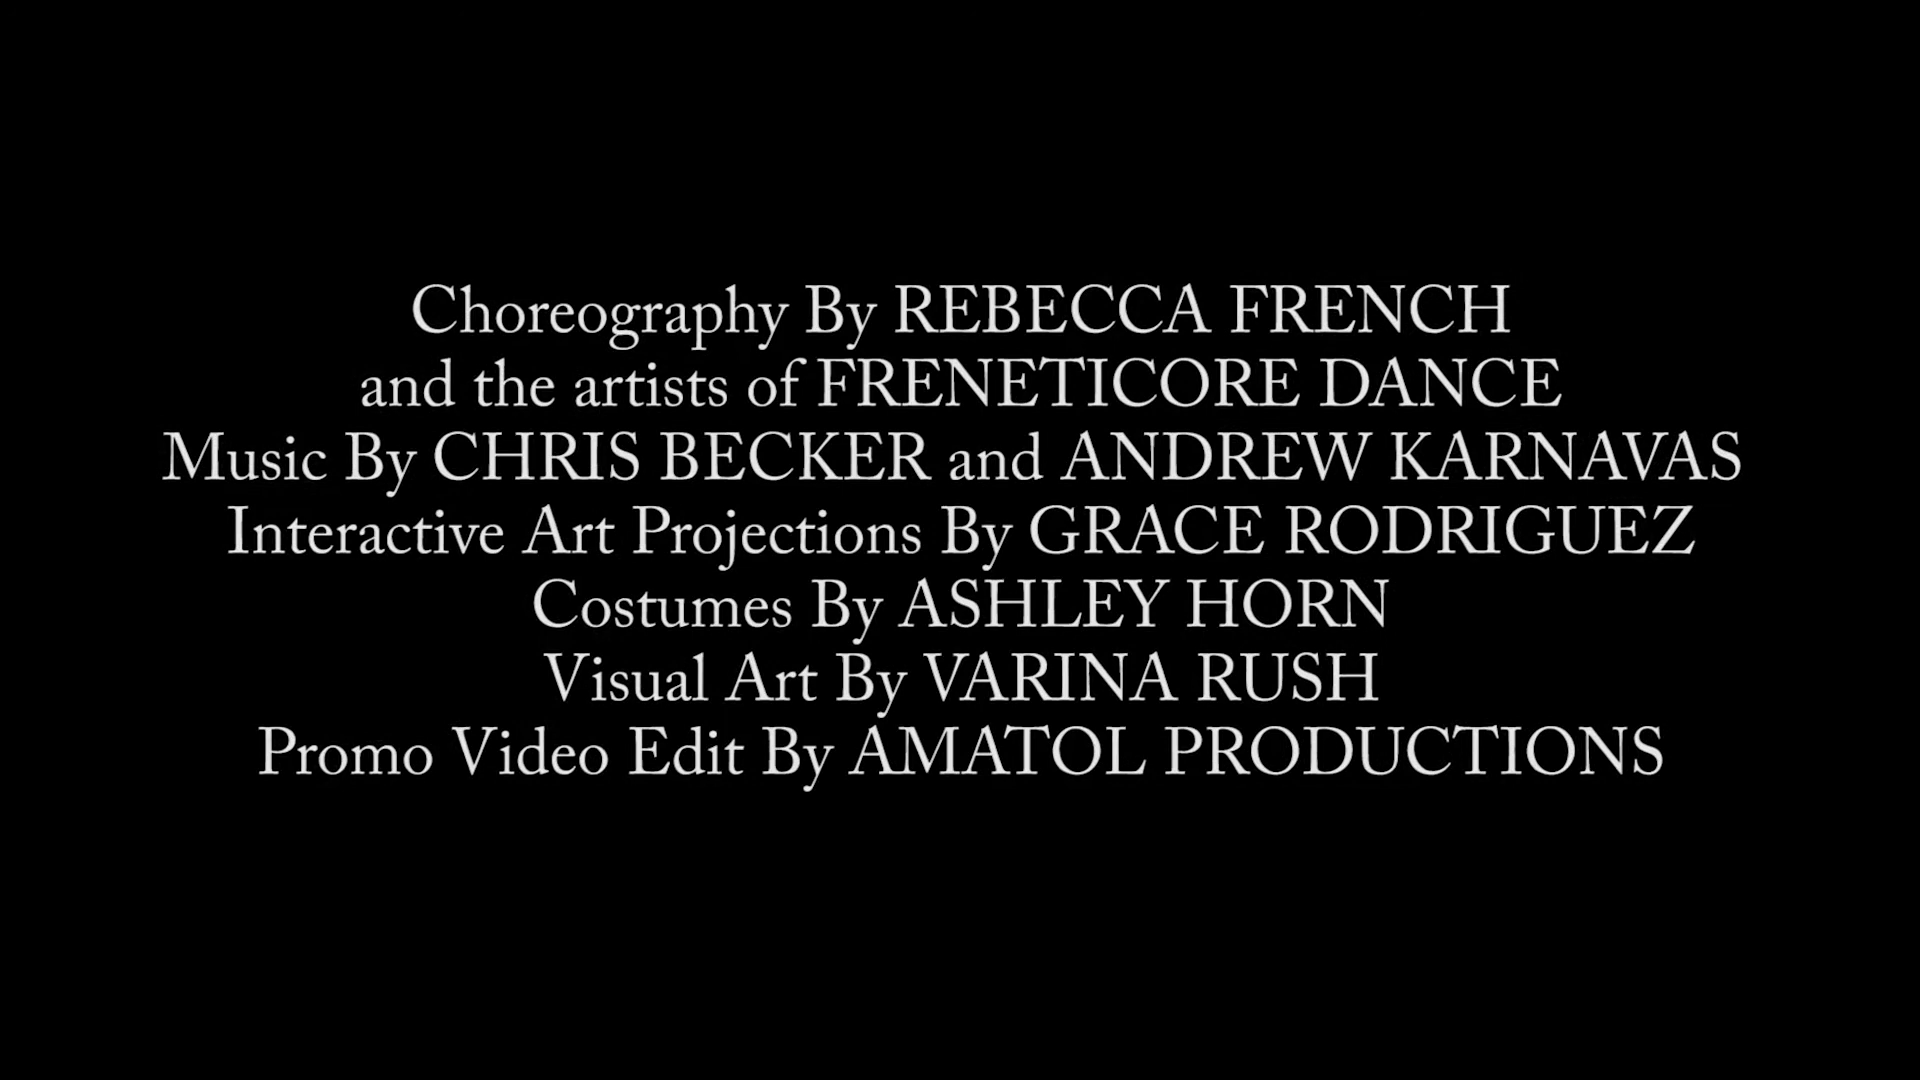 Choreography By REBECCA FRENCH
and the artists of FRENETICORE DANCE
Music By CHRIS BECKER and ANDREW KARNAVAS
Interactive Art Projections By GRACE RODRIGUEZ
Costumes By ASHLEY HORN
Visual Art By VARINA RUSH
Promo Video Edit By AMATOL PRODUCTIONS